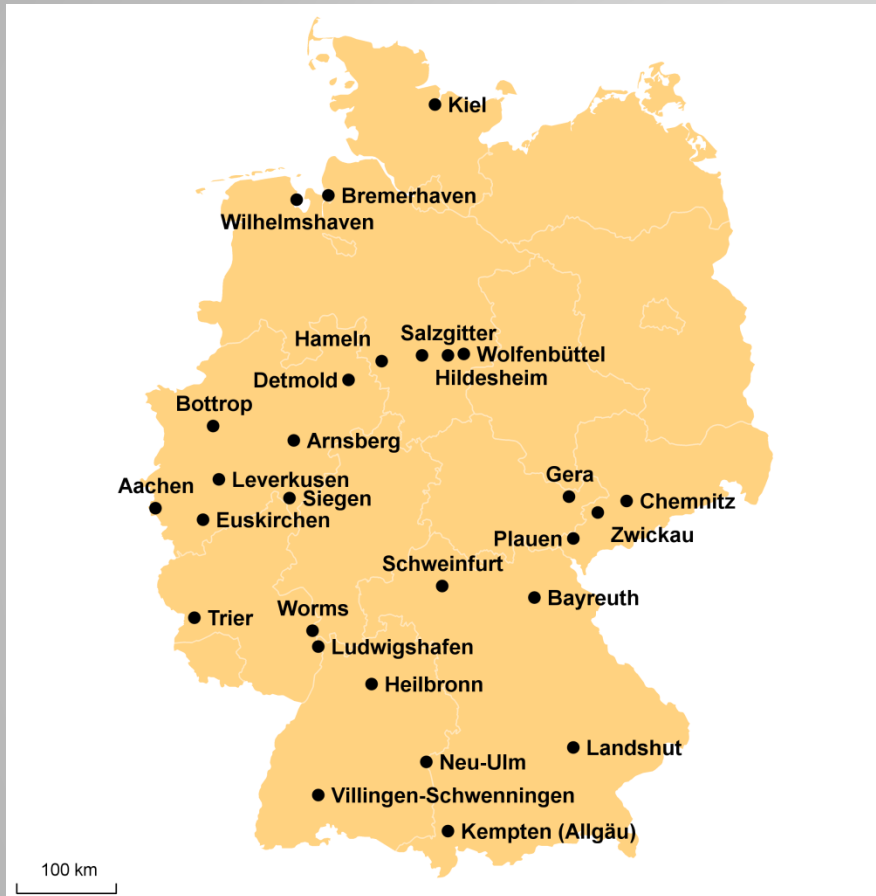 Kiel
Bremerhaven
Wilhelmshaven
Salzgitter
Hameln
Wolfenbüttel
Hildesheim
Detmold
Bottrop
Arnsberg
Leverkusen
Gera
Aachen
Siegen
Chemnitz
Euskirchen
Zwickau
Plauen
Schweinfurt
Bayreuth
Worms
Trier
Ludwigshafen
Heilbronn
Landshut
Neu-Ulm
Villingen-Schwenningen
Kempten (Allgäu)
100 km